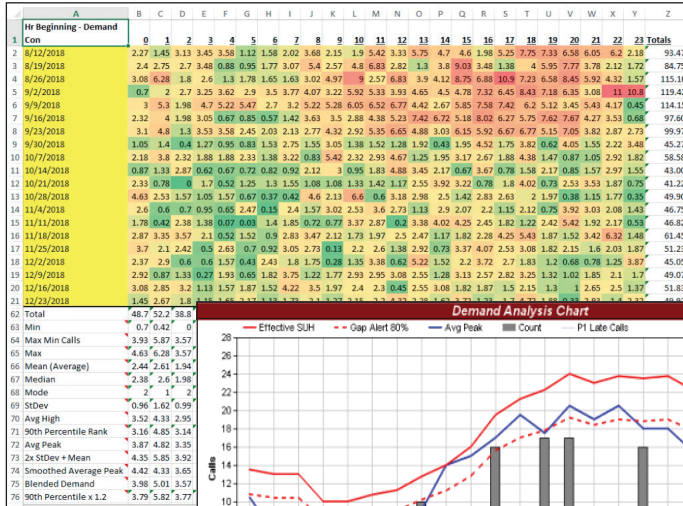 A B C D E F G H I J K L M N O P Q R S T U V W X Y Z
Hr Beginning - Demand
1 Con 0 1 2 3 4 5 6 7 8 9 10 11 12 13 14 15 16 17 18 19 20 21 22 23 Totals
2 8/12/2018 2.27 1.45 3.13 3.45 3.58 1.12 1.58 2.02 3.68 2.15 1.9 5.42 3.33 5.75 4.7 4.6 1.98 5.25 7.75 7.33 6.58 6.05 6.2 2.18 93.47
3 8/19/2018 2.4 2.75 2.7 3.48 0.88 0.95 1.77 3.07 5.4 2.57 4.8 6.83 2.82 1.3 3.8 9.03 3.48 1.38 4 5.95 7.77 3.78 2.12 1.72 84.75
4 8/26/2018 3.08 6.28 1.8 2.6 1.3 1.78 1.65 1.63 3.02 4.97 9 2.57 6.83 3.9 4.12 8.75 6.88 10.9 7.23 6.58 8.45 5.92 4.32 1.57
5 9/2/2018 0.7 2 2.7 3.25 3.62 2.9 3.5 3.77 4.07 3.22 5.92 5.33 3.93 4.65 4.5 4.78 7.32 6.45 8.43 7.18 6.35 3.08 11 10.8
6 9/9/2018 3 5.3 1.98 4.7 5.22 5.47 2.7 3.2 5.22 5.28 6.05 6.52 6.77 4.42 2.67 5.85 7.58 7.42 6.2 5.12 3.45 5.43 4.17 0.45 114.15
7 9/16/2018 2.32 4 1.98 3.05 0.67 0.85 0.57 1.42 3.63 3.5 2.88 4.38 5.23 7.42 6.72 5.18 8.02 6.27 5.75 7.62 7.67 4.27 3.53 0.68 97.60
8 9/23/2018 3.1 4.8 1.3 3.53 3.58 2.45 2.03 2.13 2.77 4.32 2.92 5.35 6.65 4.88 3.03 6.15 5.92 6.67 6.77 5.15 7.05 3.82 2.87 2.73 99.97
9 9/30/2018 1.05 1.4 0.4 1.27 0.95 0.83 1.53 2.75 1.55 3.05 1.38 1.52 1.28 1.92 0.43 1.95 4.52 1.75 3.82 0.62 4.05 1.55 2.22 3.48 45.27
10 10/7/2018 2.18 3.8 2.32 1.88 1.88 2.33 1.38 3.22 0.83 5.42 2.32 2.93 4.67 1.25 1.95 3.17 2.67 1.88 4.38 1.47 0.87 1.05 2.92 1.82 58.58
11 10/14/2018 0.87 1.33 2.87 0.62 0.67 0.72 0.82 0.92 2.12 3 0.95 1.83 4.88 3.45 2.17 0.67 3.67 0.78 1.58 2.17 0.85 1.57 2.97 1.55 43.00
12 10/21/2018 2.33 0.78 0 1.7 0.52 1.25 1.3 1.55 1.08 1.08 1.33 1.42 1.17 2.55 3.92 3.22 0.78 1.8 4.02 0.73 2.53 3.53 1.87 0.75 41.22
13 10/28/2018 4.63 2.53 1.57 1.05 1.57 0.67 0.37 0.42 4.6 2.13 6.6 0.6 3.18 2.98 2.5 1.42 2.83 2.63 2 1.97 0.38 1.15 1.77 0.35 49.90
14 11/4/2018 2.6 0.6 0.7 0.95 0.65 2.47 0.15 2.4 1.57 3.02 2.53 3.6 2.73 1.13 2.9 2.07 2.2 1.15 2.12 0.75 3.92 3.03 2.08 1.43 46.75
15 11/11/2018 1.78 0.42 2.38 1.38 0.07 0.03 1.4 1.85 0.72 0.77 3.37 2.87 0.2 3.38 4.02 4.25 2.45 1.82 1.22 2.42 5.42 1.92 2.17 0.53 46.82
16 11/18/2018 2.87 3.35 3.57 2.1 0.52 1.52 0.9 2.83 3.47 2.12 1.73 1.97 2.5 2.47 1.17 1.82 2.28 4.25 5.43 1.87 1.52 3.42 6.32 1.48 61.45
17 11/25/2018 3.7 2.1 2.42 0.5 2.63 0.7 0.92 3.05 2.73 0.13 2.2 2.6 1.38 2.92 0.73 3.37 4.07 2.53 3.08 1.82 2.15 1.6 2.03 1.87 51.23
18 12/2/2018 2.37 2.9 0.6 0.6 1.57 0.43 2.43 1.8 1.75 0.28 1.35 3.38 0.62 5.22 1.52 2.2 3.72 2.7 1.83 1.2 0.68 0.78 1.25 3.87 45.05
19 12/9/2018 2.92 0.87 1.33 0.27 1.93 0.65 1.82 3.75 1.22 1.77 2.93 2.95 3.08 2.55 1.28 3.13 2.57 2.82 3.25 1.32 1.02 1.85 2.1 1.7 49.07
20 12/16/2018 3.08 2.85 3.2 1.13 1.57 1.87 1.52 4.22 3.5 1.97 2.4 2.3 0.45 2.55 3.08 1.82 1.87 1.5 2.15 1.3 1 2.65 2.5 1.37 51.83
21 12/23/2018 1.45 2.67 1.8
62 Total 48.7 52.2 38.8
63 Min 0.7 0.42 0
64 Max Min Calls 3.93 5.87 3.57
65 Max 4.63 6.28 3.57
66 Mean (Average) 2.44 2.61 1.94
67 Median 2.38 2.6 1.98
68 Mode 2 1 2
69 StDev 0.96 1.62 0.99
70 Avg High 3.52 4.33 2.95
71 90th Percentile Rank 3.16 4.85 3.14
72 Avg Peak 3.87 4.82 3.35
73 2x StDev + Mean 4.35 5.85 3.92
74 Smoothed Average Peak 4.42 4.33 3.65
75 Blended Demand 3.98 5.01 3.57
76 90th Percentile x 1.2 3.79 5.82 3.77
Demand Analysis Chart
Effective SUH Gap Alert 80% Avg Peak Count P1 Late Calls
28
26
24
22
20
18
16
14
12
10
Calls